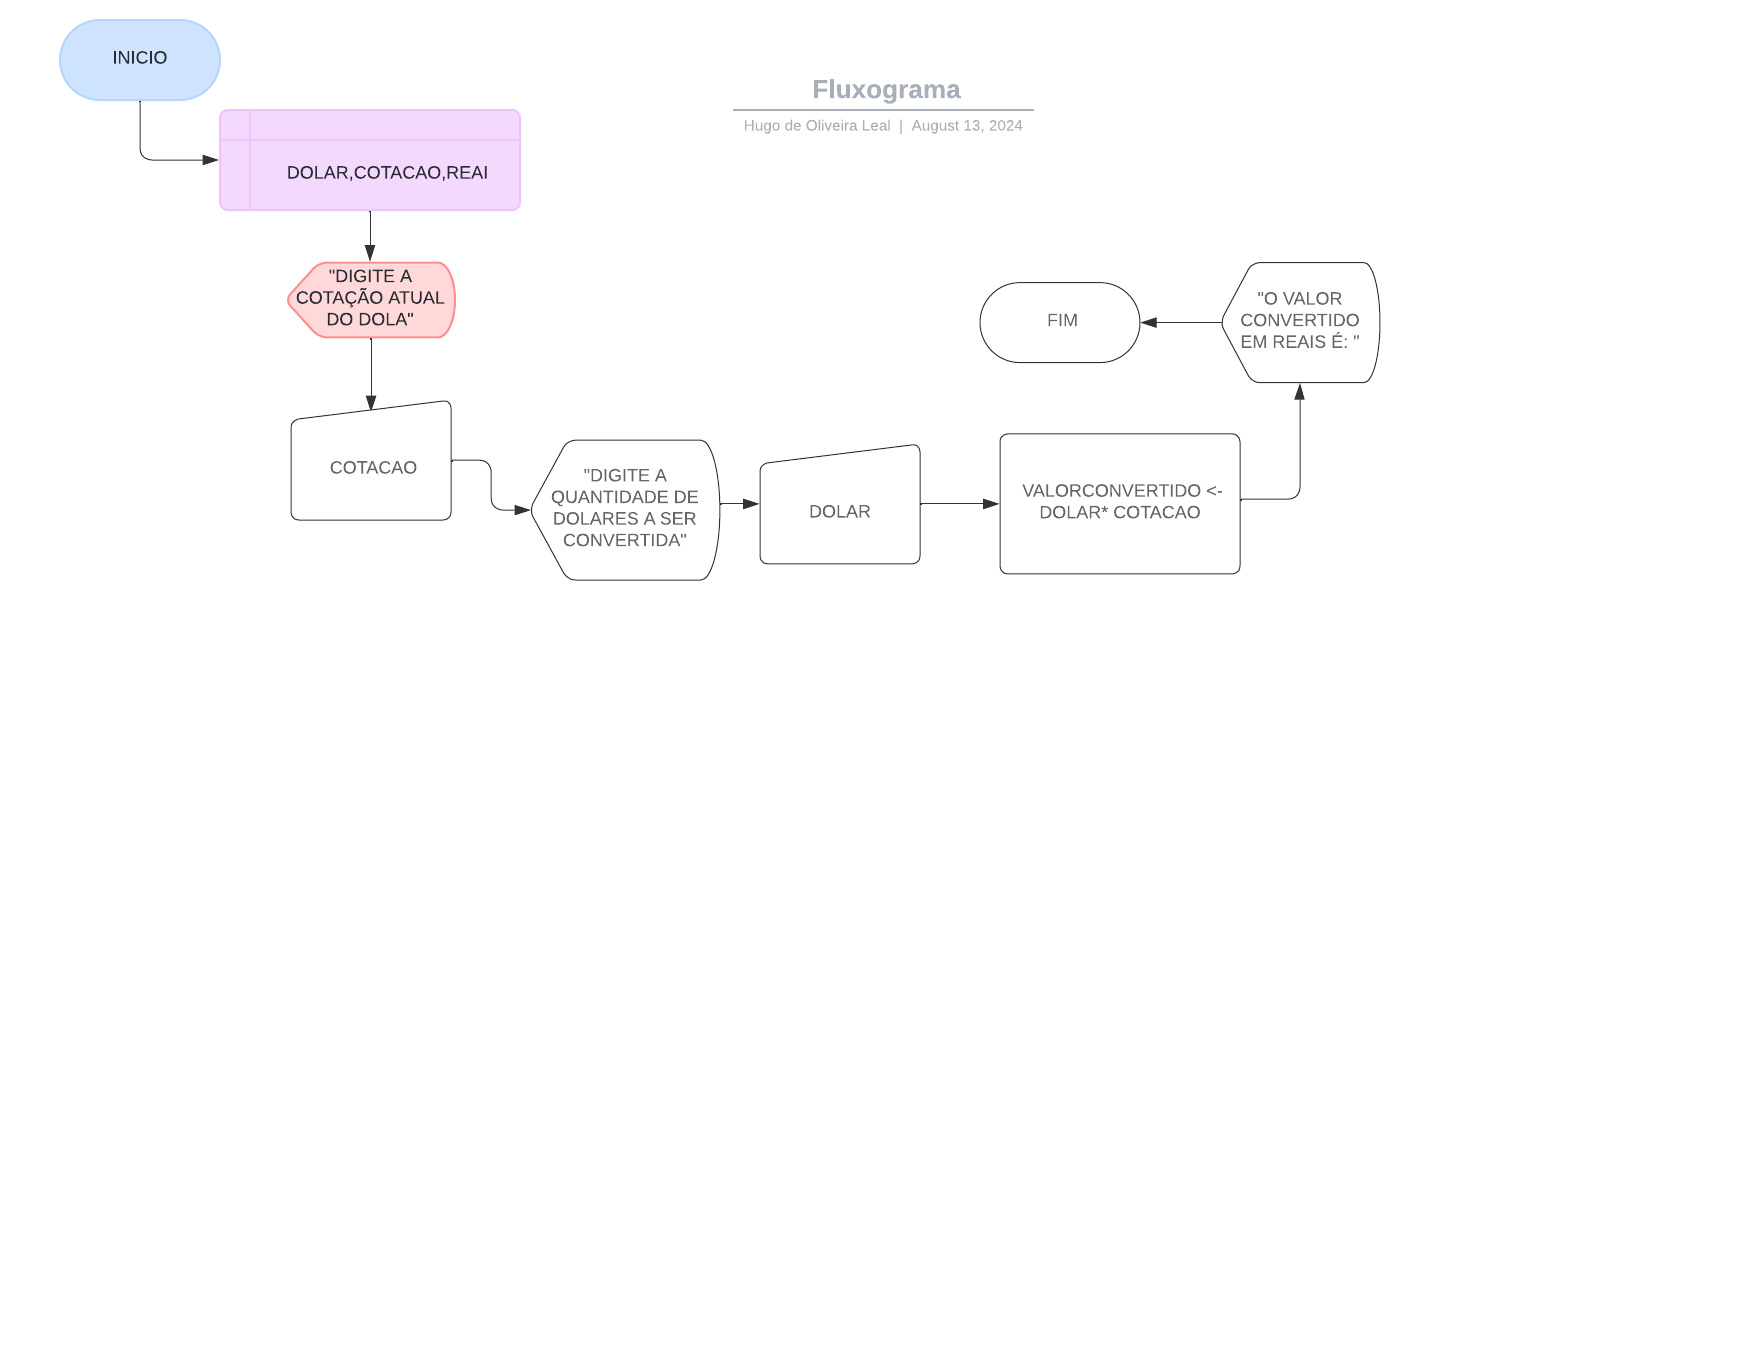 INICIO
Fluxograma
Hugo de Oliveira Leal | August 13, 2024
DOLAR,COTACAO,REAI
"DIGITE A
COTAÇÃO ATUAL
DO DOLA"
COTACAO
"DIGITE A
QUANTIDADE DE
DOLARES A SER
CONVERTIDA"
DOLAR
VALORCONVERTIDO <-
DOLAR* COTACAO
"O VALOR
CONVERTIDO
EM REAIS É: "
FIM